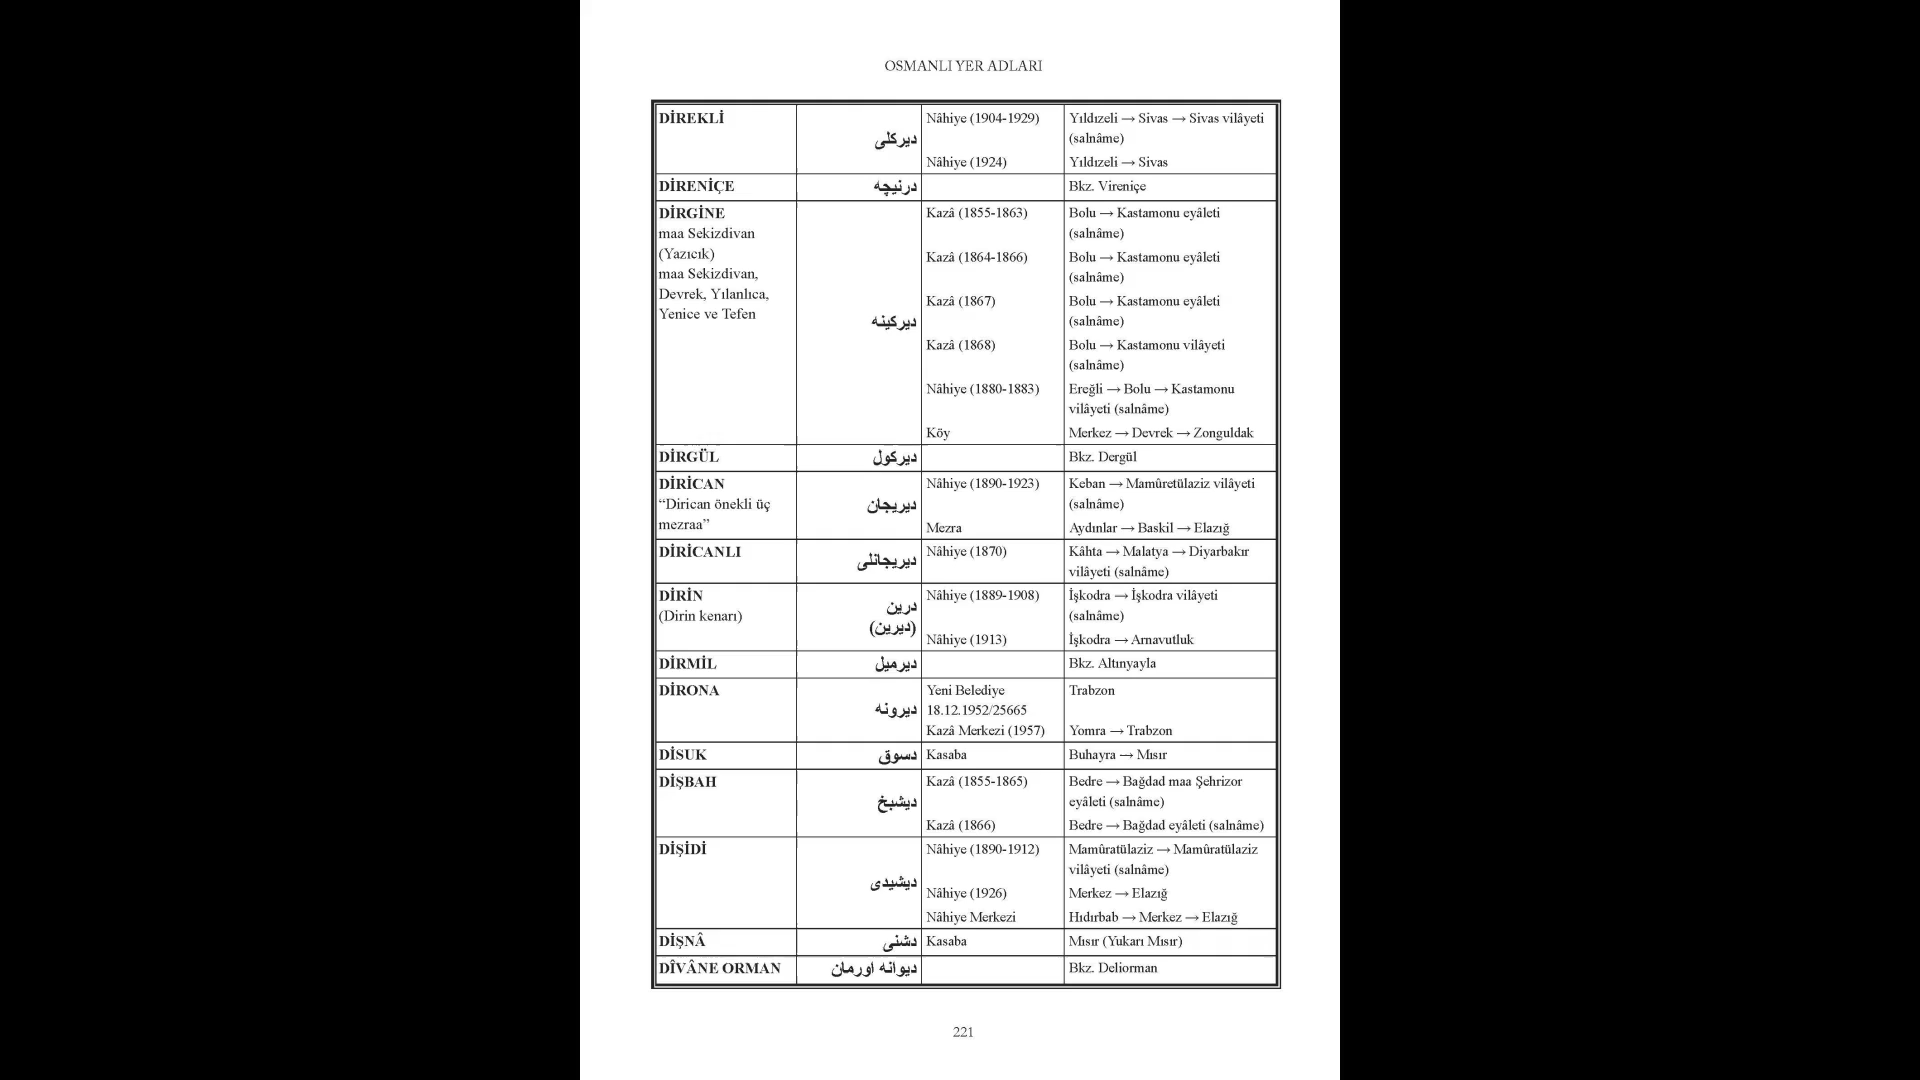 OSMANLI YER ADLARI
DİREKLİ
ديركلی
Nâhiye (1904-1929)
Yıldızeli → Sivas → Sivas vilâyeti
(salnâme)
Nâhiye (1924)
Yıldızeli → Sivas
DİRENİÇE
درنيچه
Bkz. Vireniçe
DİRGİNE
maa Sekizdivan
(Yazıcık)
maa Sekizdivan,
Devrek, Yılanlıca,
Yenice ve Tefen
ديركينه
Kazâ (1855-1863)
Bolu → Kastamonu eyâleti
(salnâme)
Kazâ (1864-1866)
Bolu → Kastamonu eyâleti
(salnâme)
Kazâ (1867)
Bolu → Kastamonu eyâleti
(salnâme)
Kazâ (1868)
Bolu → Kastamonu vilâyeti
(salnâme)
Nâhiye (1880-1883)
Ereğli → Bolu → Kastamonu
vilâyeti (salnâme)
Köy
Merkez → Devrek → Zonguldak
DİRGÜL
ديركول
Bkz. Dergül
DİRİCAN
“Dirican önekli üç
mezraa”
ديريجان
Nâhiye (1890-1923)
Keban → Mamûretülaziz vilâyeti
(salnâme)
Mezra
Aydınlar → Baskil → Elazığ
DİRİCANLI
ديريجانلی
Nâhiye (1870)
Kâhta → Malatya → Diyarbakır
vilâyeti (salnâme)
DİRİN
(Dirin kenarı)
درين
(ديرين)
Nâhiye (1889-1908)
İşkodra → İşkodra vilâyeti
(salnâme)
Nâhiye (1913)
İşkodra → Arnavutluk
DİRMİL
ديرميل
Bkz. Altınyayla
DİRONA
ديرونه
Yeni Belediye
18.12.1952/25665
Trabzon
Kazâ Merkezi (1957)
Yomra → Trabzon
DİSUK
دسوق
Kasaba
Buhayra → Mısır
DİŞBAH
ديشبخ
Kazâ (1855-1865)
Bedre → Bağdad maa Şehrizor
eyâleti (salnâme)
Kazâ (1866)
Bedre → Bağdad eyâleti (salnâme)
DİŞİDİ
ديشيدی
Nâhiye (1890-1912)
Mamûratülaziz → Mamûratülaziz
vilâyeti (salnâme)
Nâhiye (1926)
Merkez → Elazığ
Nâhiye Merkezi
Hıdırbab → Merkez → Elazığ
DİŞNÂ
دشنی
Kasaba
Mısır (Yukarı Mısır)
DÎVÂNE ORMAN
ديوانه اورمان
Bkz. Deliorman
221